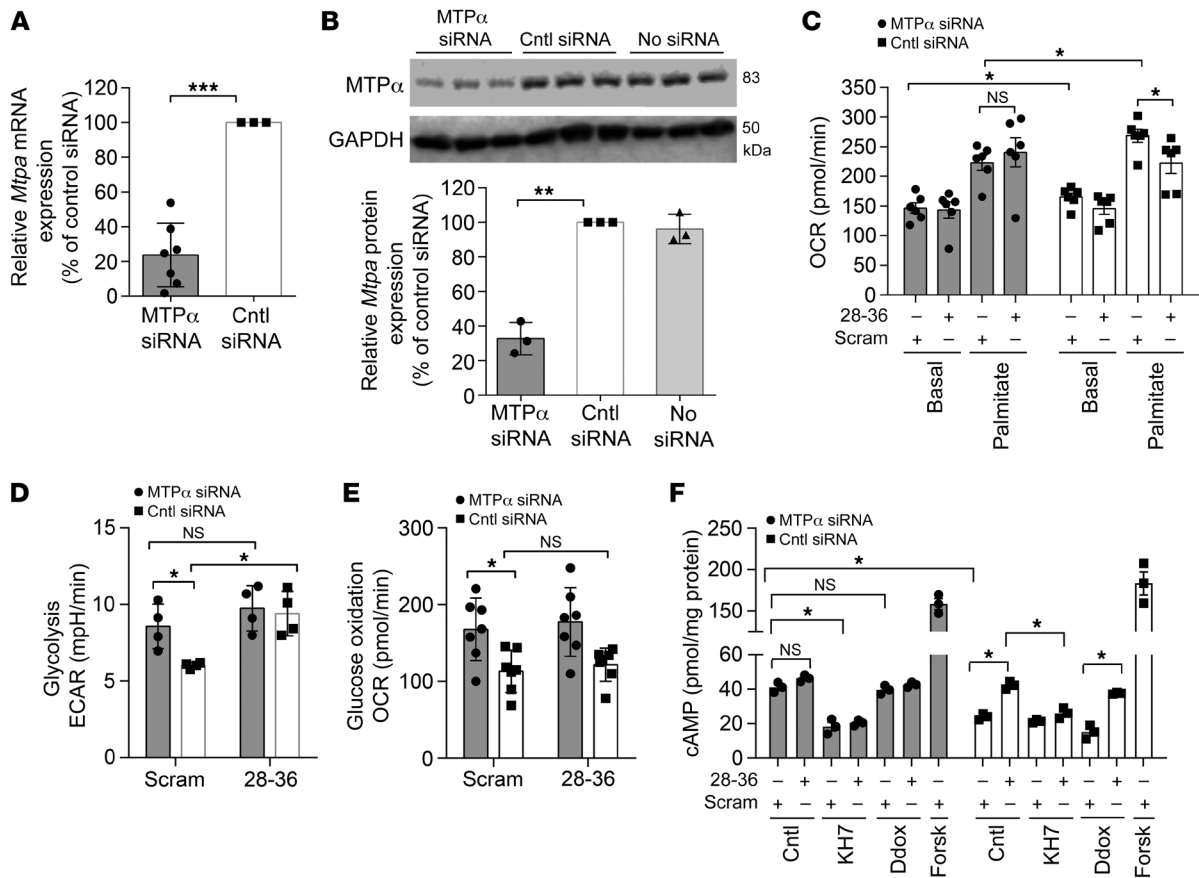 A
Relative Mtpa mRNA
expression
(% of control siRNA)
120
100
80
60
40
20
0
***
MTPα
siRNA
Cntl
siRNA
B
MTPα
siRNA
Cntl siRNA
No siRNA
MTPα
83
GAPDH
50
kDa
Relative Mtpa protein
expression
(% of control siRNA)
120
100
80
60
40
20
0
**
MTPα
siRNA
Cntl
siRNA
No
siRNA
C
MTPα siRNA
Cntl siRNA
OCR (pmol/min)
350
300
250
200
150
100
50
0
*
*
NS
*
28-36 – + – + – + – +
Scram + – + – + – + –
Basal
Palmitate
Basal
Palmitate
D
MTPα siRNA
Cntl siRNA
Glycolysis
ECAR (mpH/min)
15
10
5
0
NS
*
*
Scram
28-36
E
MTPα siRNA
Cntl siRNA
Glucose oxidation
OCR (pmol/min)
300
200
100
0
NS
*
Scram
28-36
F
MTPα siRNA
Cntl siRNA
cAMP (pmol/mg protein)
250
200
150
100
60
40
20
0
*
NS
*
NS
*
*
*
28-36 – + – + – + – – + – + – + –
Scram + – + – + – + + – + – + – +
Cntl
KH7
Ddox
Forsk
Cntl
KH7
Ddox
Forsk